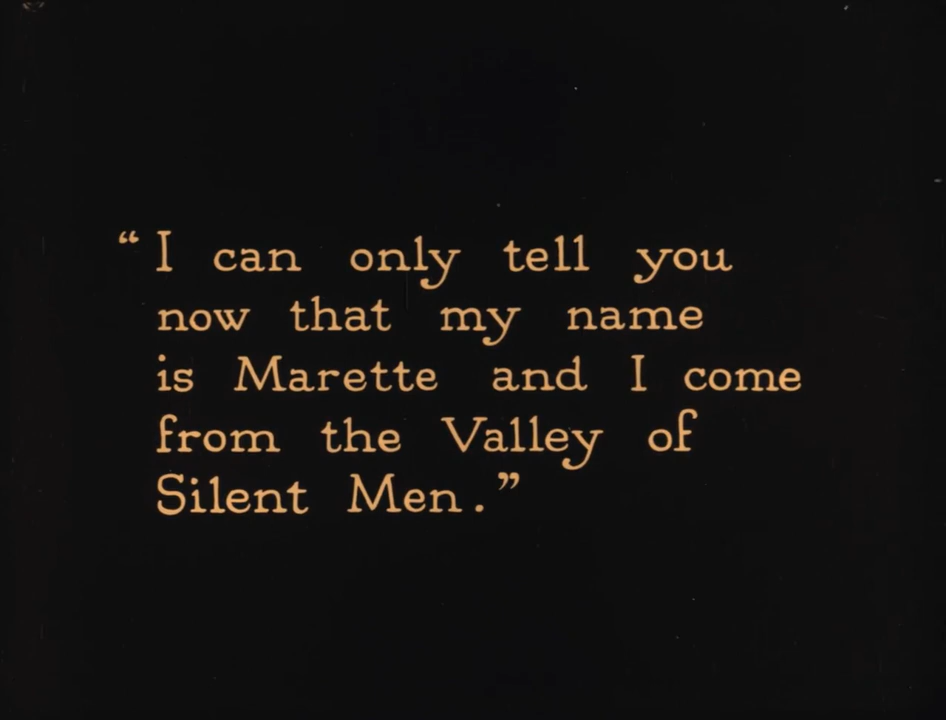 “I can only tell you
now that my name
is Marette and I come
from the Valley of
Silent Men.”